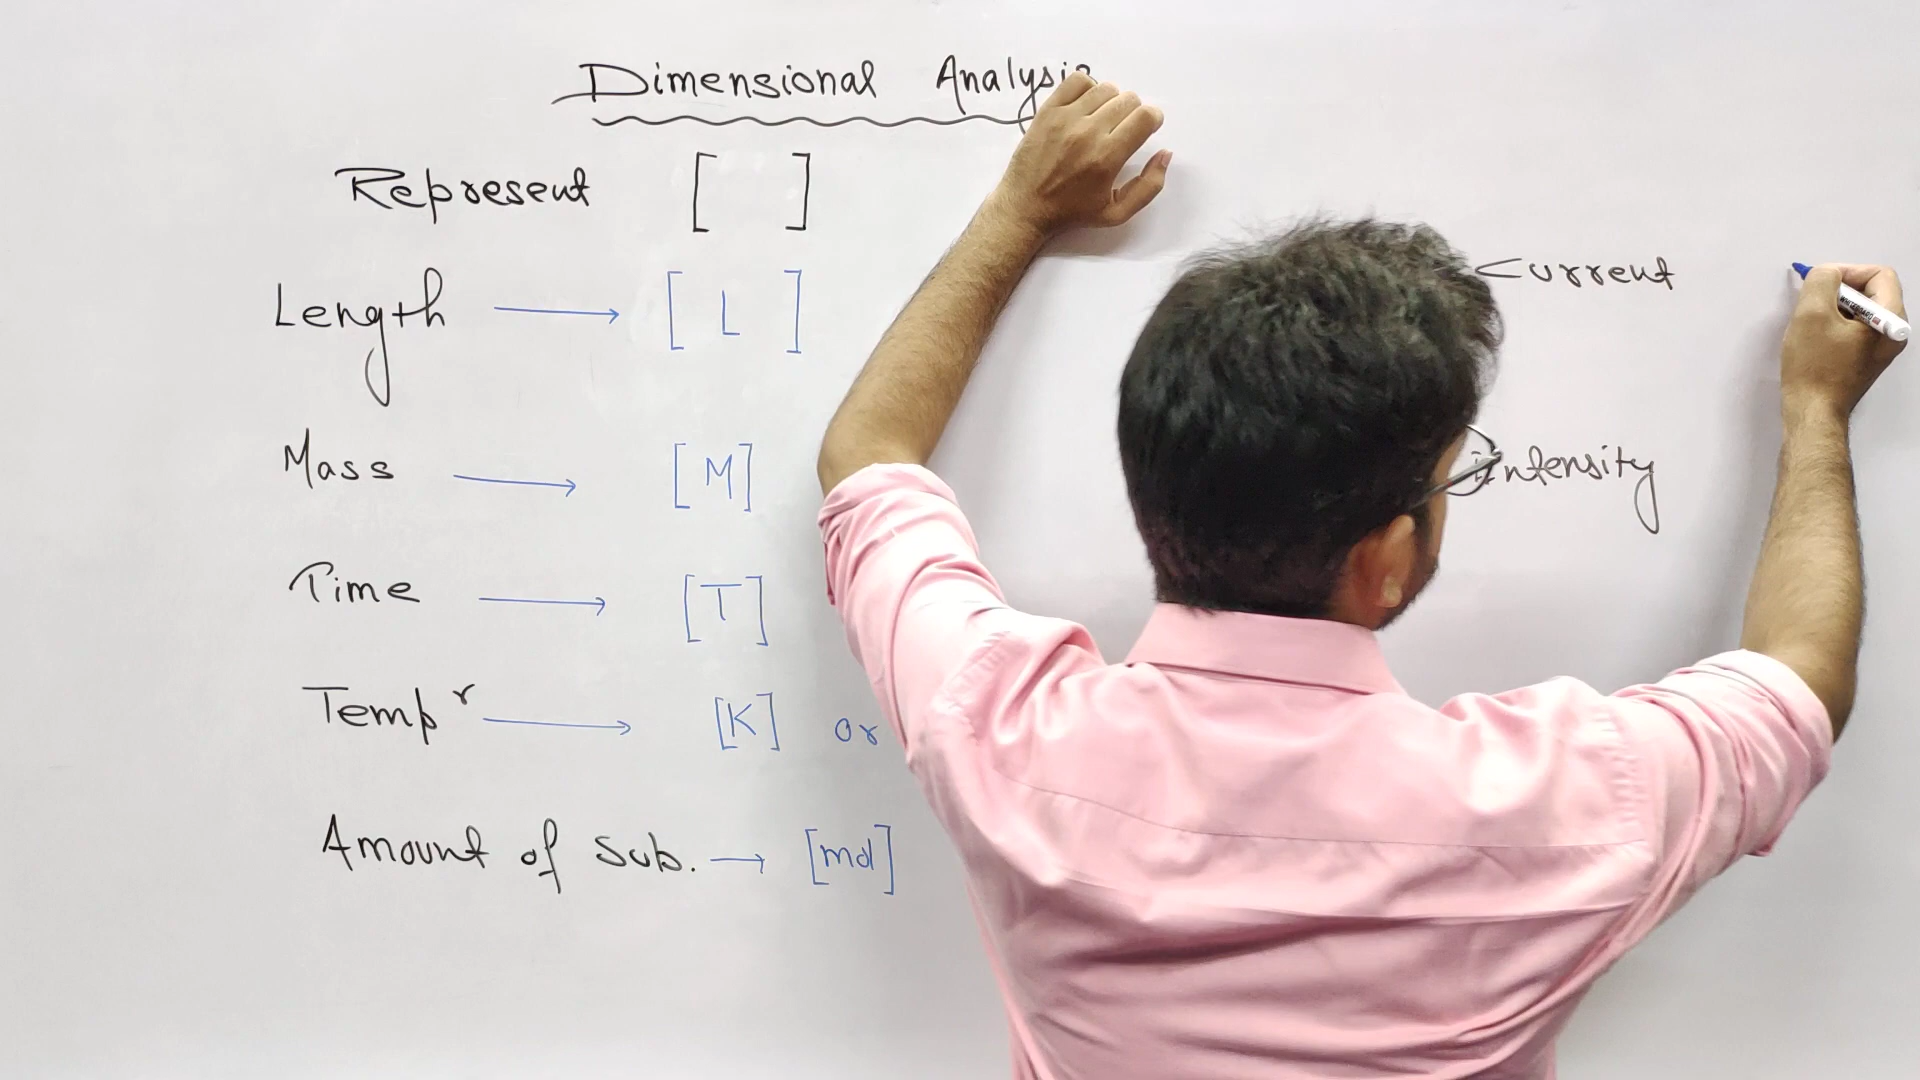 Dimensional Analysis
Represent [ ]
Length → [ L ]
Mass → [M]
Time → [T]
Temp r → [K] or
Amount of Sub. → [mol]
Current
intensity